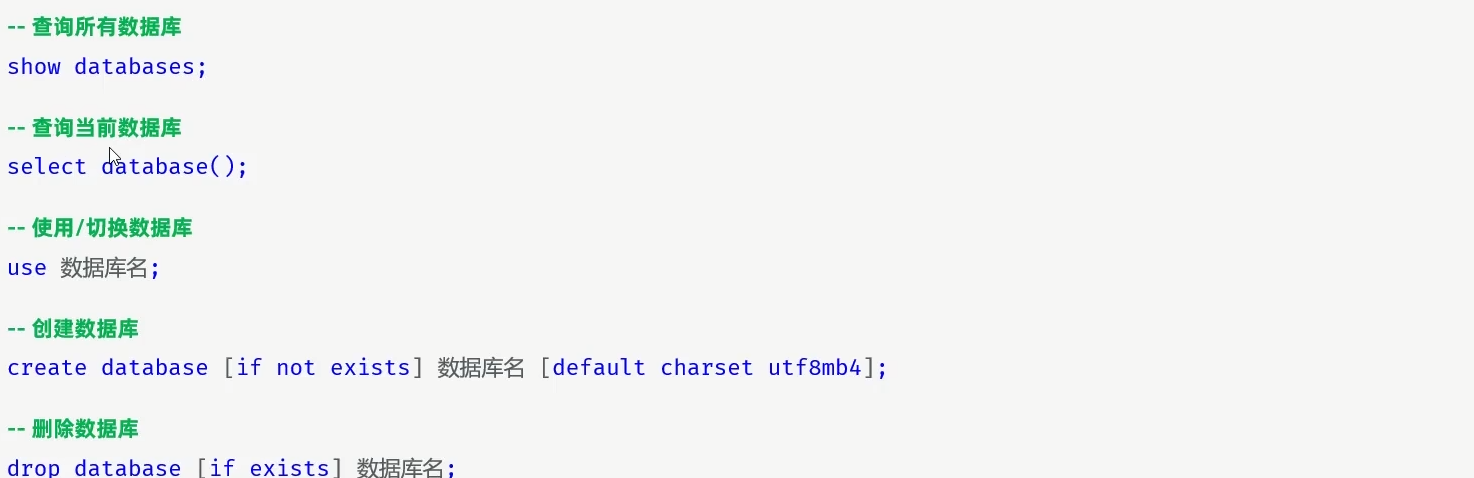 -- 查询所有数据库
show databases;
-- 查询当前数据库
select database();
-- 使用/切换数据库
use 数据库名;
-- 创建数据库
create database [if not exists] 数据库名 [default charset utf8mb4];
-- 删除数据库
drop database [if exists] 数据库名;